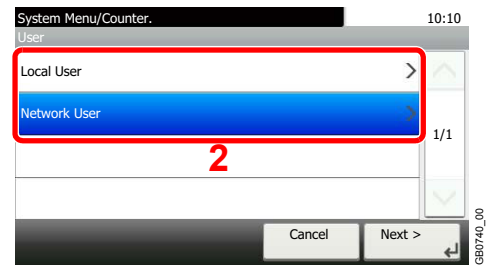 System Menu/Counter. 10:10
User
Local User
Network User
1/1
2
Cancel Next >
GB0740_00